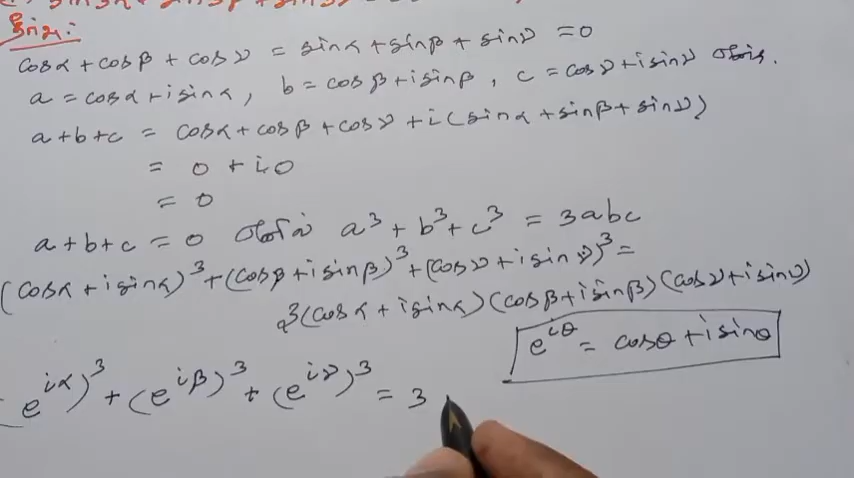 தீர்வு:
cosα + cosβ + cosγ = sinα + sinβ + sinγ = 0
a = cosα + i sinα, b = cosβ + i sinβ, c = cosγ + i sinγ என்க.
a + b + c = cosα + cosβ + cosγ + i (sinα + sinβ + sinγ)
= 0 + i0
= 0
a + b + c = 0 எனில் a³ + b³ + c³ = 3abc
(cosα + i sinα)³ + (cosβ + i sinβ)³ + (cosγ + i sinγ)³ =
3(cosα + i sinα) (cosβ + i sinβ) (cosγ + i sinγ)
e^{iθ} = cosθ + i sinθ
e^{iα})³ + (e^{iβ})³ + (e^{iγ})³ = 3